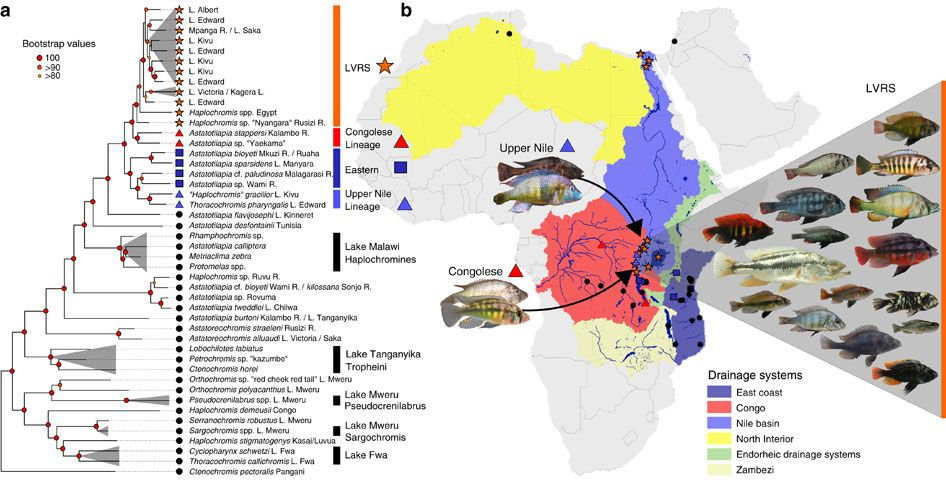 a
Bootstrap values
100
>90
>80
L. Albert
L. Edward
Mpanga R. / L. Saka
L. Kivu
L. Edward
L. Kivu
L. Kivu
L. Edward
L. Victoria / Kagera L.
L. Edward
Haplochromis spp. Egypt
Haplochromis sp. "Nyangara" Rusizi R.
Astatotilapia stappersi Kalambo R.
Astatotilapia sp. "Yaekama"
Astatotilapia bloyeti Mkuzi R. / Ruaha
Astatotilapia sparsidens L. Manyara
Astatotilapia cf. paludinosa Malagarasi R.
Astatotilapia sp. Wami R.
"Haplochromis" gracilior L. Kivu
Thoracochromis pharyngalis L. Edward
Astatotilapia flaviijosephi L. Kinneret
Astatotilapia desfontaini Tunisia
Rhamphochromis sp.
Astatotilapia calliptera
Metriaclima zebra
Protomelas spp.
Haplochromis sp. Ruvu R.
Astatotilapia cf. bloyeti Wami R. / kilossana Sonjo R.
Astatotilapia sp. Rovuma
Astatotilapia tweddlei L. Chilwa
Astatotilapia burtoni Kalambo R. / L. Tanganyika
Astatoreochromis straeleni Rusizi R.
Astatoreochromis alluaudi L. Victoria / Saka
Lobochilotes labiatus
Petrochromis sp. "kazumbe"
Ctenochromis horei
Orthochromis sp. "red cheek red tail" L. Mweru
Orthochromis polyacanthus L. Mweru
Pseudocrenilabrus spp. L. Mweru
Haplochromis demeusii Congo
Serranochromis robustus L. Mweru
Sargochromis spp. L. Mweru
Haplochromis stigmatogenys Kasai/Luvua
Cyclopharynx schwetzi L. Fwa
Thoracochromis callichromis L. Fwa
Ctenochromis pectoralis Pangani
LVRS
Congolese
Lineage
Eastern
Upper Nile
Lineage
Lake Malawi
Haplochromines
Lake Tanganyika
Tropheini
Lake Mweru
Pseudocrenilabrus
Lake Mweru
Sargochromis
Lake Fwa
b
Upper Nile
Congolese
LVRS
Drainage systems
East coast
Congo
Nile basin
North Interior
Endorheic drainage systems
Zambezi